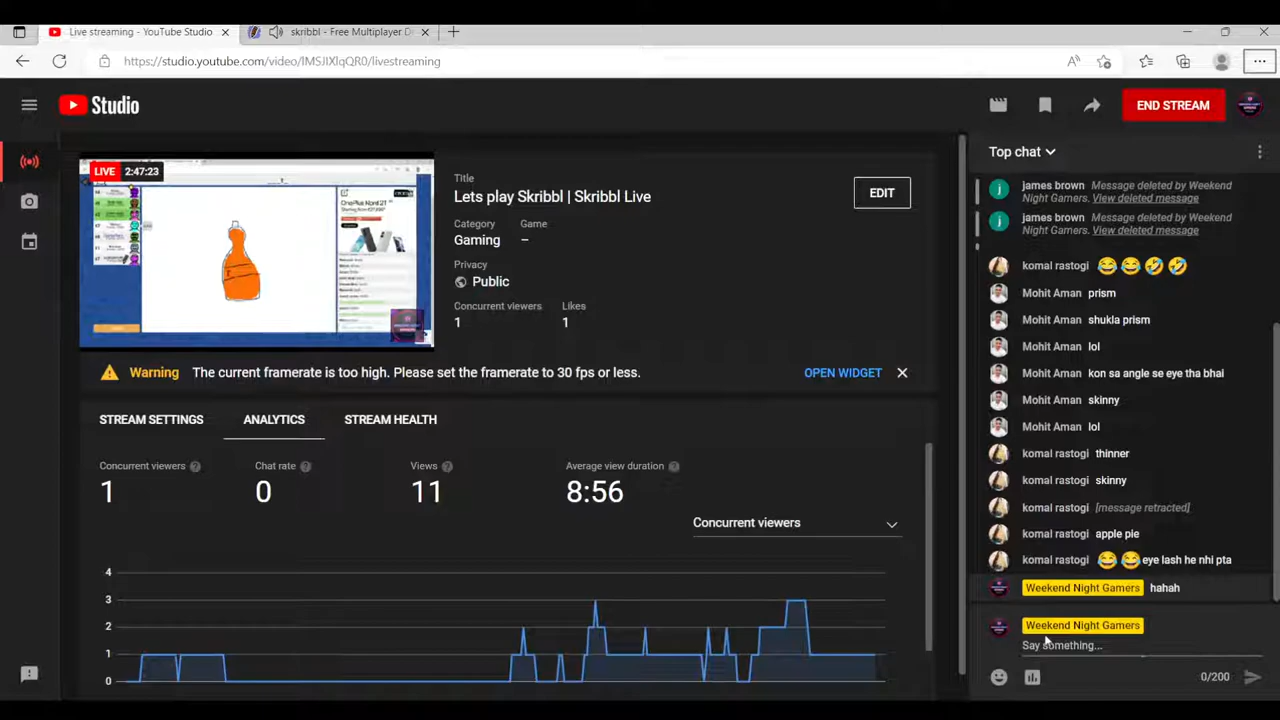 Live streaming - YouTube Studio
skribbl - Free Multiplayer D
https://studio.youtube.com/video/lMSJIXlqQR0/livestreaming
Studio
END STREAM
LIVE 2:47:23
Title
Lets play Skribbl | Skribbl Live
EDIT
Category
Game
Gaming
–
Privacy
Public
Concurrent viewers
Likes
1
1
Warning The current framerate is too high. Please set the framerate to 30 fps or less.
OPEN WIDGET
STREAM SETTINGS
ANALYTICS
STREAM HEALTH
Concurrent viewers
Chat rate
Views
Average view duration
1
0
11
8:56
Concurrent viewers
4
3
2
1
0
Top chat
james brown Message deleted by Weekend
Night Gamers. View deleted message
james brown Message deleted by Weekend
Night Gamers. View deleted message
komal rastogi 😂😂🤣🤣
Mohit Aman prism
Mohit Aman shukla prism
Mohit Aman lol
Mohit Aman kon sa angle se eye tha bhai
Mohit Aman skinny
Mohit Aman lol
komal rastogi thinner
komal rastogi skinny
komal rastogi [message retracted]
komal rastogi apple pie
komal rastogi 😂😂eye lash he nhi pta
Weekend Night Gamers hahah
Weekend Night Gamers
Say something...
0/200